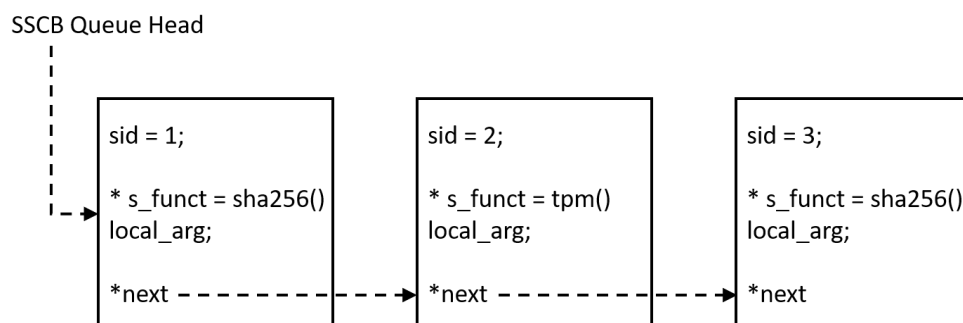 SSCB Queue Head
sid = 1;
* s_funct = sha256()
local_arg;
*next
sid = 2;
* s_funct = tpm()
local_arg;
*next
sid = 3;
* s_funct = sha256()
local_arg;
*next